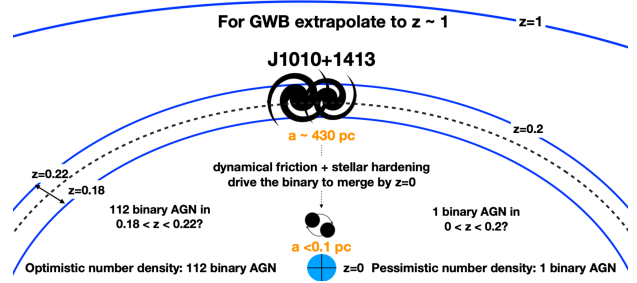 For GWB extrapolate to z ~ 1
z=1
J1010+1413
a ~ 430 pc
z=0.2
z=0.22
z=0.18
dynamical friction + stellar hardening
drive the binary to merge by z=0
112 binary AGN in
0.18 < z < 0.22?
1 binary AGN in
0 < z < 0.2?
a <0.1 pc
Optimistic number density: 112 binary AGN
z=0
Pessimistic number density: 1 binary AGN